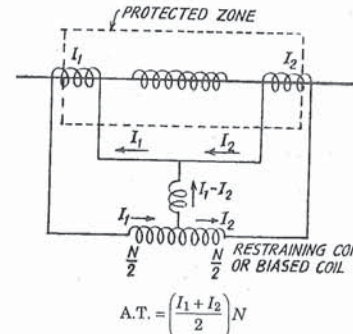 PROTECTED ZONE
I₁ I₂
I₁ I₂
I₁-I₂
I₁ I₂
N/2 N/2 RESTRAINING
OR BIASED COIL
A.T. = ((I₁ + I₂)/2) N